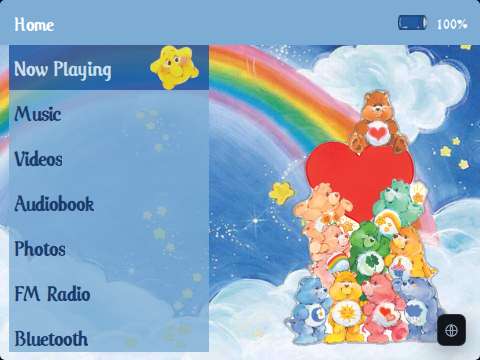 Home
100%
Now Playing
Music
Videos
Audiobook
Photos
FM Radio
Bluetooth